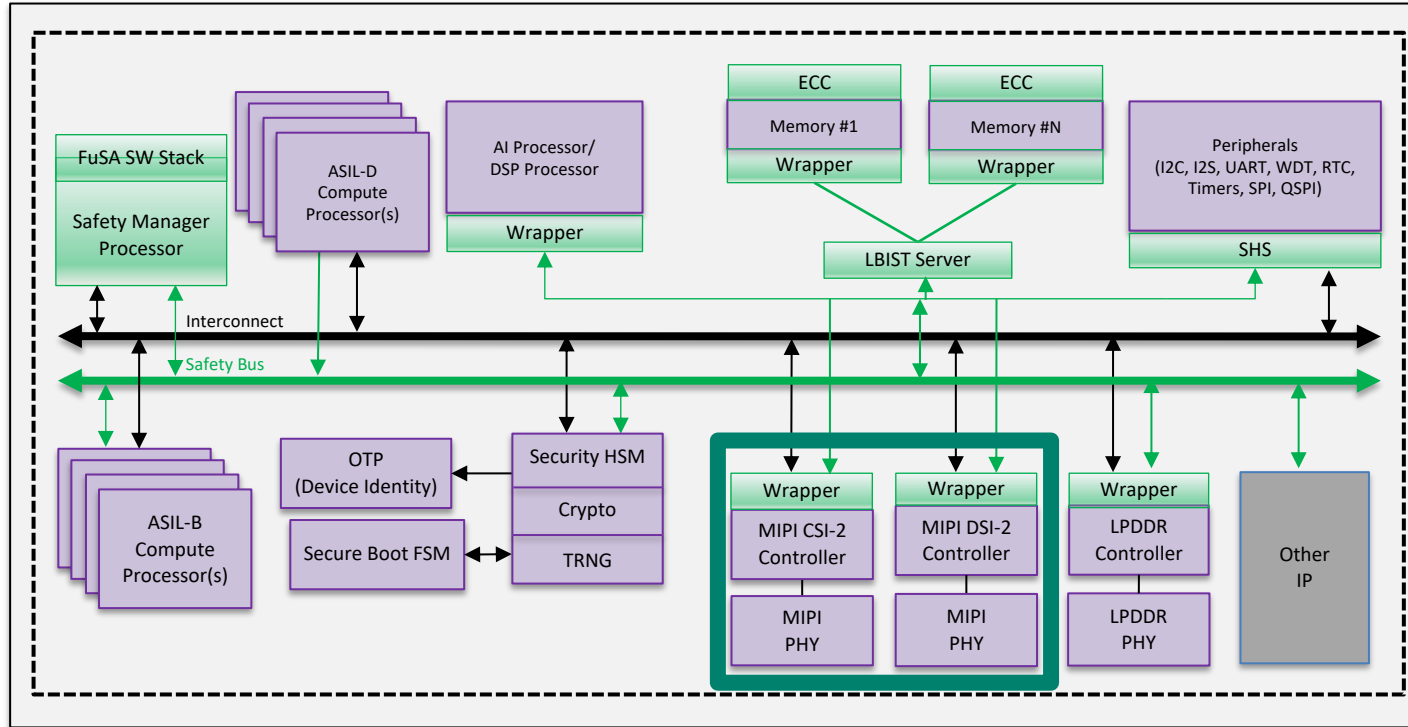 ECC
ECC
Memory #1
Memory #N
Wrapper
Wrapper
FuSA SW Stack
Safety Manager
Processor
ASIL-D
Compute
Processor(s)
AI Processor/
DSP Processor
Wrapper
LBIST Server
Peripherals
(I2C, I2S, UART, WDT, RTC,
Timers, SPI, QSPI)
SHS
Interconnect
Safety Bus
ASIL-B
Compute
Processor(s)
OTP
(Device Identity)
Secure Boot FSM
Security HSM
Crypto
TRNG
Wrapper
MIPI CSI-2
Controller
MIPI
PHY
Wrapper
MIPI DSI-2
Controller
MIPI
PHY
Wrapper
LPDDR
Controller
LPDDR
PHY
Other
IP